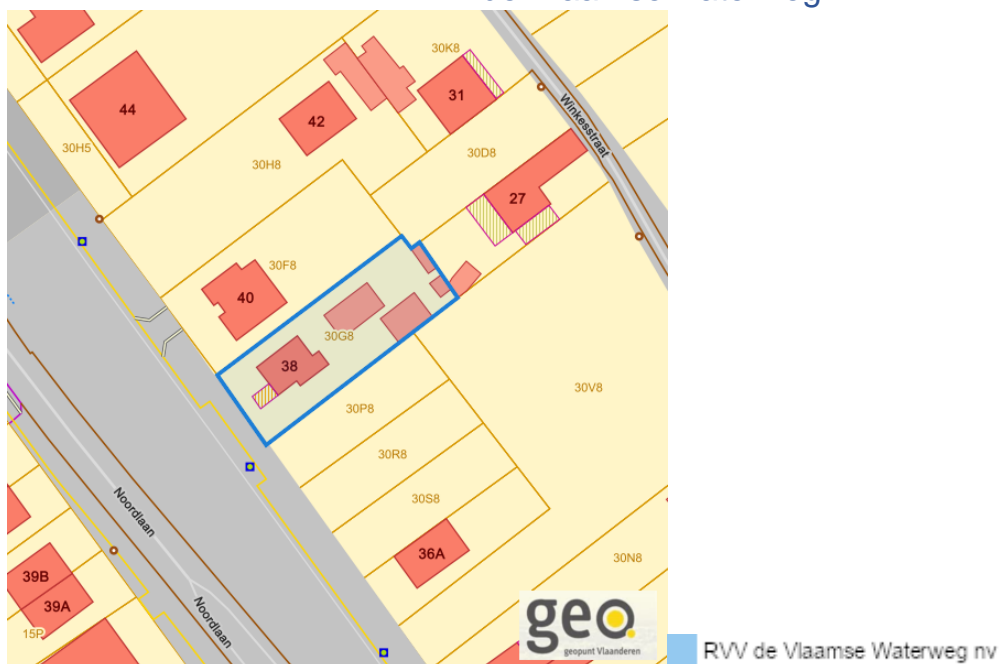 30K8
31
44
42
Winkesstraat
30H5
30D8
30H8
27
30F8
40
30G8
38
30V8
30P8
30R8
Noordlaan
30S8
36A
30N8
39B
39A
Noordlaan
15P
geo
geopunt Vlaanderen
RVV de Vlaamse Waterweg nv